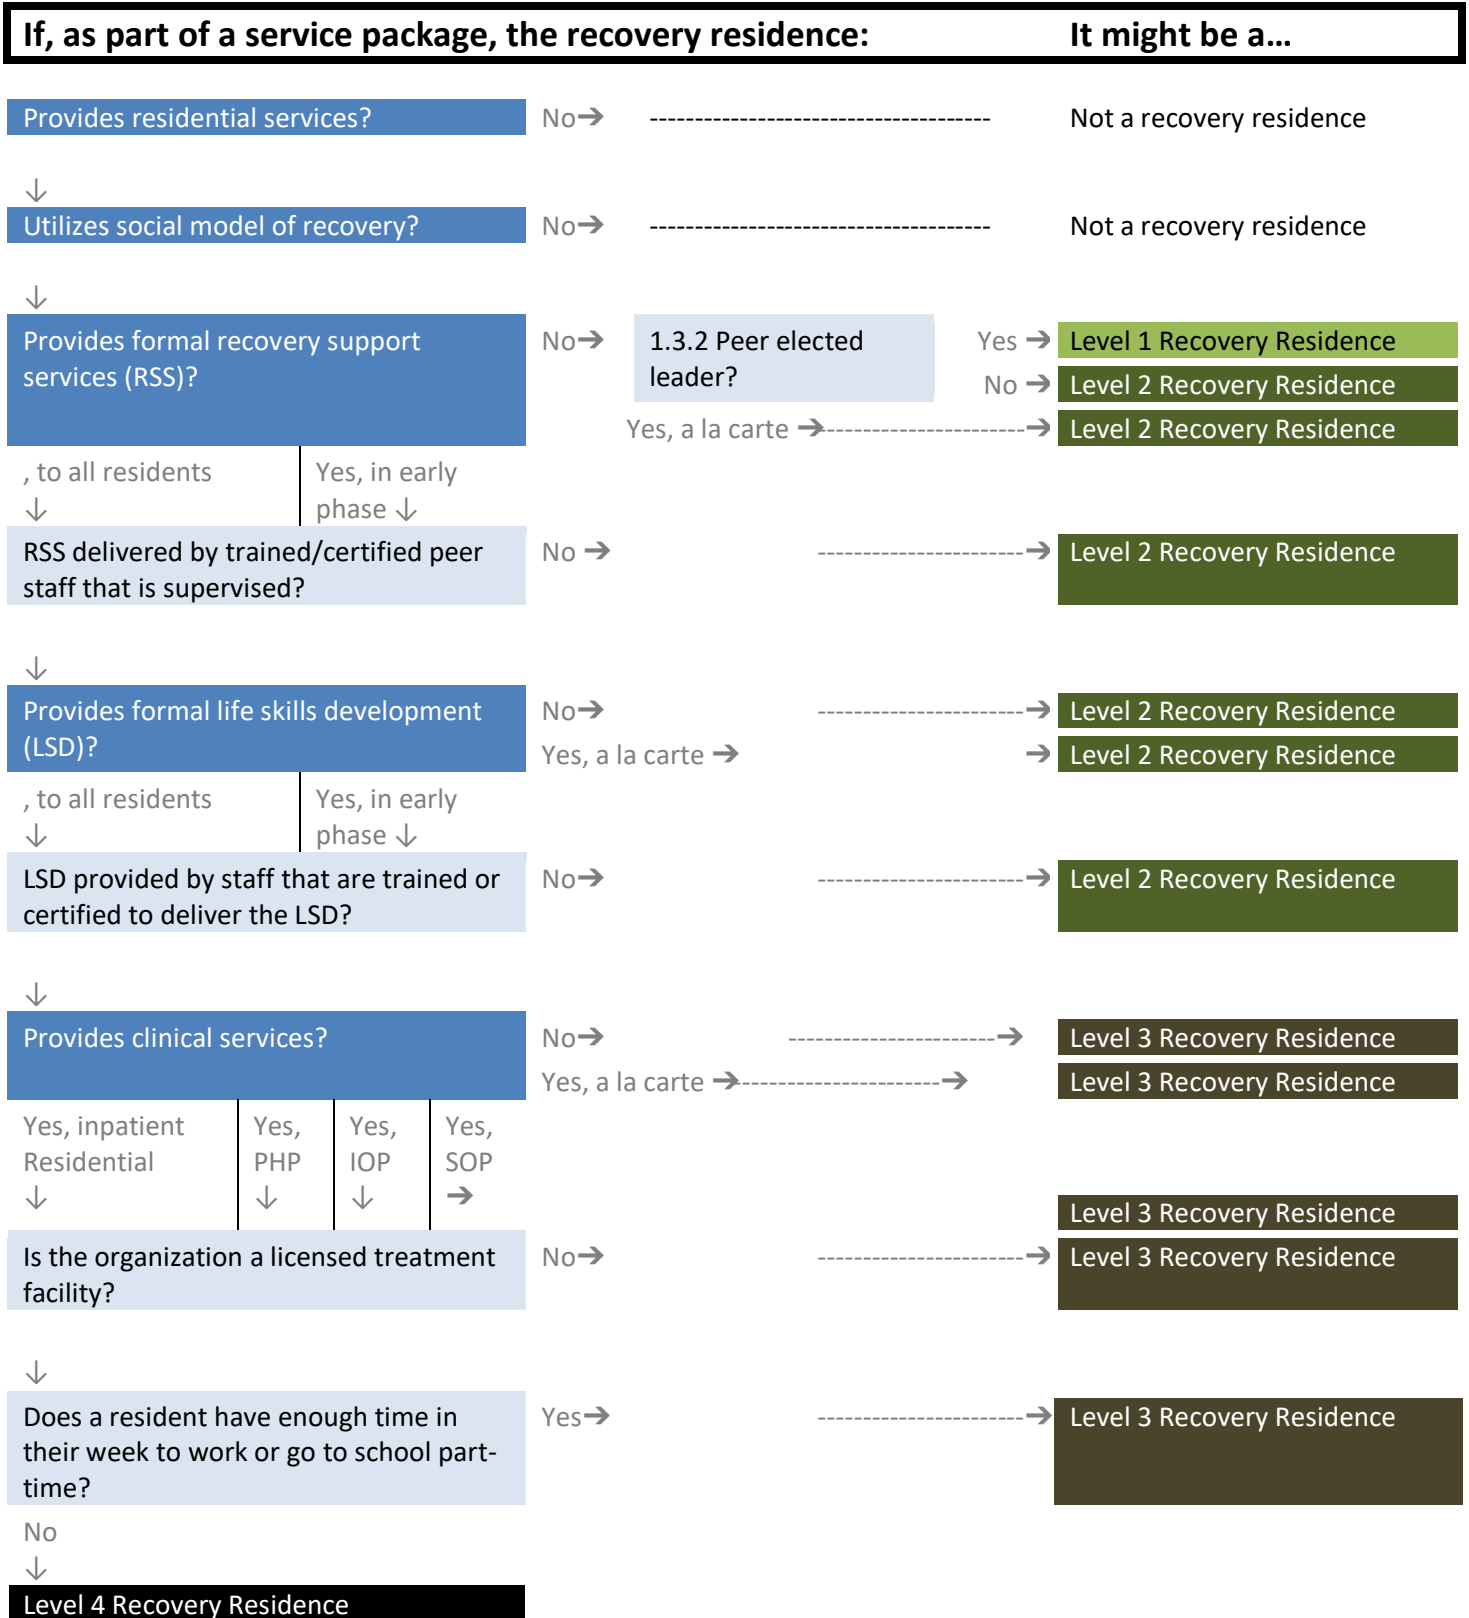 If, as part of a service package, the recovery residence: It might be a…
Provides residential services? No➔ ------------------------------------- Not a recovery residence
↓
Utilizes social model of recovery? No➔ ------------------------------------- Not a recovery residence
↓
Provides formal recovery support No➔ 1.3.2 Peer elected Yes ➔ Level 1 Recovery Residence
services (RSS)? leader? No ➔ Level 2 Recovery Residence
Yes, a la carte ➔-----------------------➔ Level 2 Recovery Residence
, to all residents Yes, in early
↓ phase ↓
RSS delivered by trained/certified peer No ➔ -----------------------➔ Level 2 Recovery Residence
staff that is supervised?
↓
Provides formal life skills development No➔ -----------------------➔ Level 2 Recovery Residence
(LSD)? Yes, a la carte ➔ ➔ Level 2 Recovery Residence
, to all residents Yes, in early
↓ phase ↓
LSD provided by staff that are trained or No➔ -----------------------➔ Level 2 Recovery Residence
certified to deliver the LSD?
↓
Provides clinical services? No➔ -----------------------➔ Level 3 Recovery Residence
Yes, a la carte ➔-----------------------➔ Level 3 Recovery Residence
Yes, inpatient Yes, Yes, Yes,
Residential PHP IOP SOP
↓ ↓ ↓ ➔ Level 3 Recovery Residence
Is the organization a licensed treatment No➔ -----------------------➔ Level 3 Recovery Residence
facility?
↓
Does a resident have enough time in Yes➔ -----------------------➔ Level 3 Recovery Residence
their week to work or go to school part-
time?
No
↓
Level 4 Recovery Residence